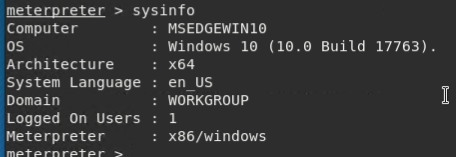 meterpreter > sysinfo
Computer : MSEDGEWIN10
OS : Windows 10 (10.0 Build 17763).
Architecture : x64
System Language : en_US
Domain : WORKGROUP
Logged On Users : 1
Meterpreter : x86/windows
meterpreter >